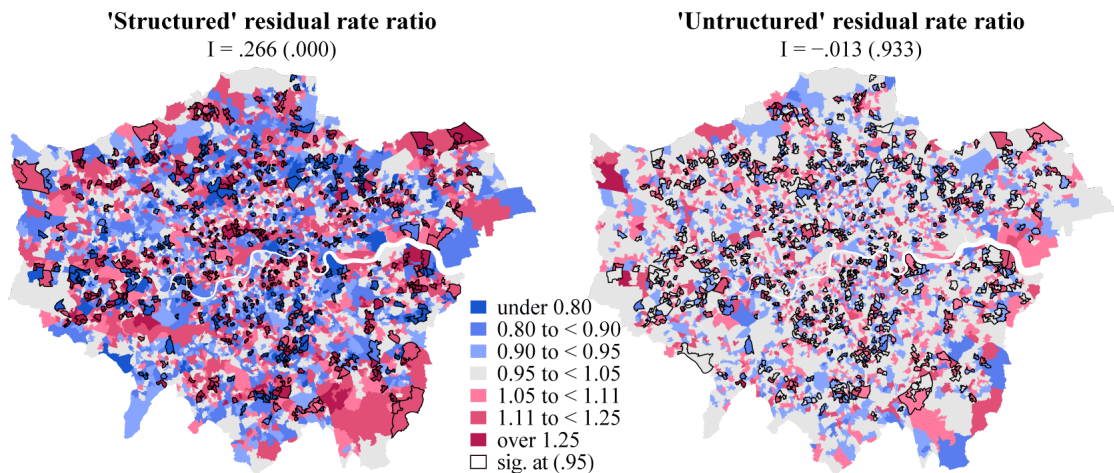 'Structured' residual rate ratio
I = .266 (.000)
'Untructured' residual rate ratio
I = −.013 (.933)
under 0.80
0.80 to < 0.90
0.90 to < 0.95
0.95 to < 1.05
1.05 to < 1.11
1.11 to < 1.25
over 1.25
sig. at (.95)